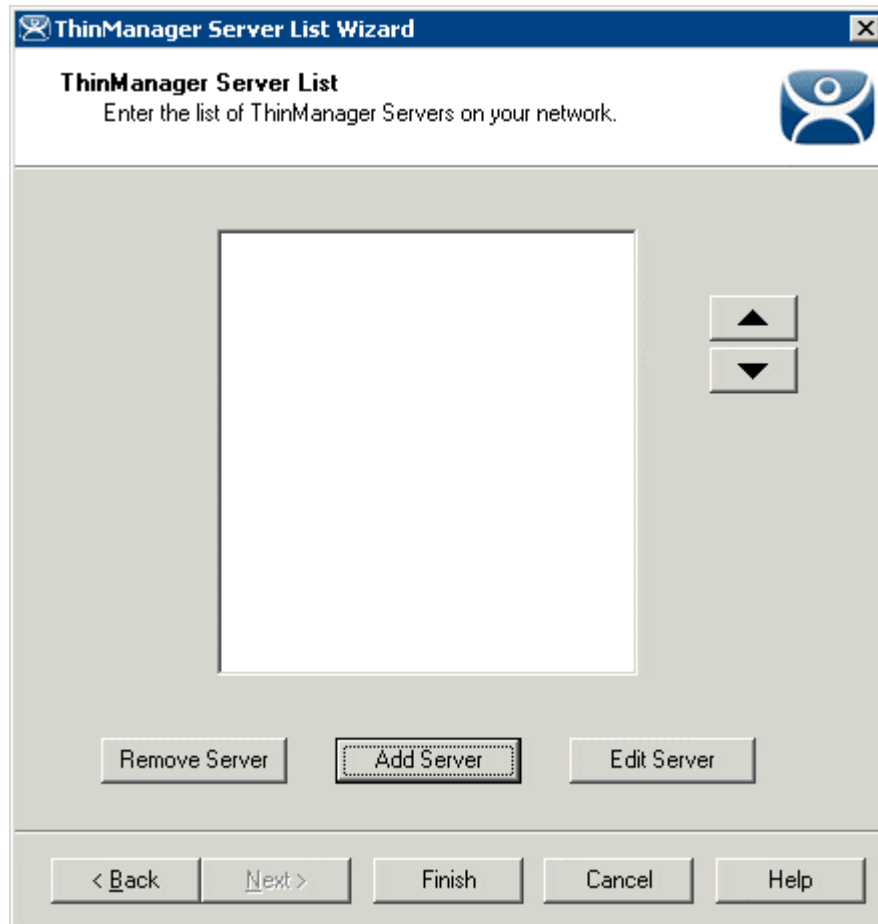 ThinManager Server List Wizard
ThinManager Server List
Enter the list of ThinManager Servers on your network.
Remove Server
Add Server
Edit Server
< Back
Next >
Finish
Cancel
Help